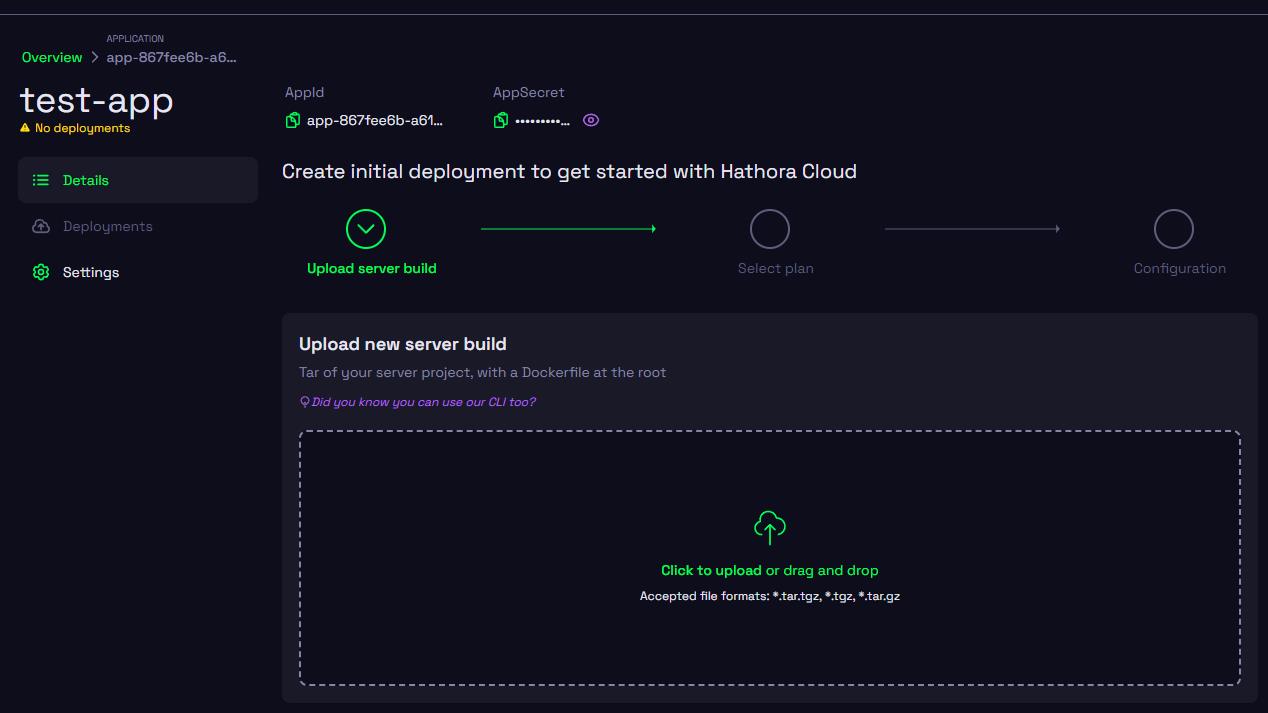 APPLICATION
Overview > app-867fee6b-a6...
test-app
No deployments
AppId
app-867fee6b-a61...
AppSecret
••••••••••...
Details
Deployments
Settings
Create initial deployment to get started with Hathora Cloud
Upload server build
Select plan
Configuration
Upload new server build
Tar of your server project, with a Dockerfile at the root
Did you know you can use our CLI too?
Click to upload or drag and drop
Accepted file formats: *.tar.tgz, *.tgz, *.tar.gz